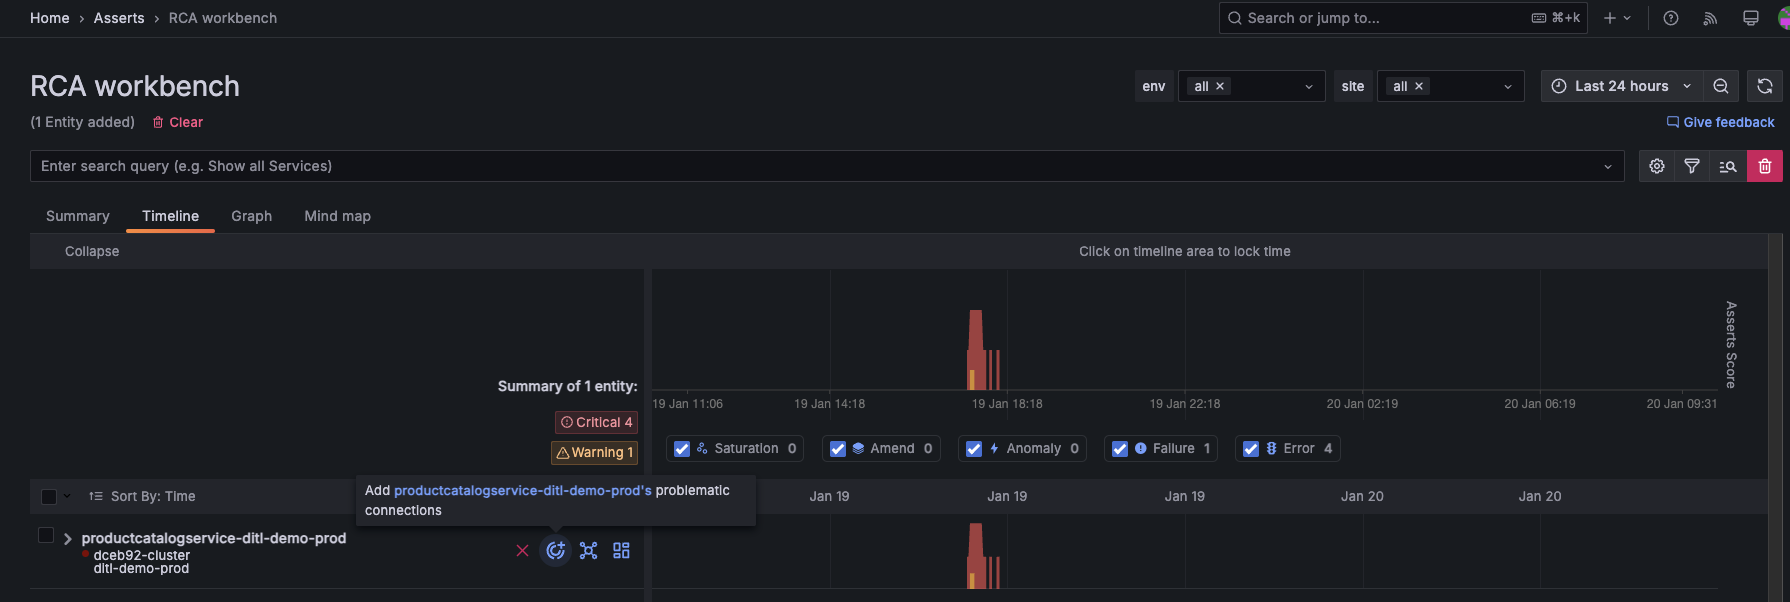 Home › Asserts › RCA workbench
Search or jump to... ⌘+k
RCA workbench
env all × site all × Last 24 hours
(1 Entity added) Clear
Give feedback
Enter search query (e.g. Show all Services)
Summary Timeline Graph Mind map
Collapse Click on timeline area to lock time
Asserts Score
Summary of 1 entity:
19 Jan 11:06 19 Jan 14:18 19 Jan 18:18 19 Jan 22:18 20 Jan 02:19 20 Jan 06:19 20 Jan 09:31
Critical 4
Warning 1
Saturation 0 Amend 0 Anomaly 0 Failure 1 Error 4
Sort By: Time
Jan 19 Jan 19 Jan 19 Jan 20 Jan 20
Add productcatalogservice-ditl-demo-prod's problematic
connections
productcatalogservice-ditl-demo-prod
dceb92-cluster
ditl-demo-prod